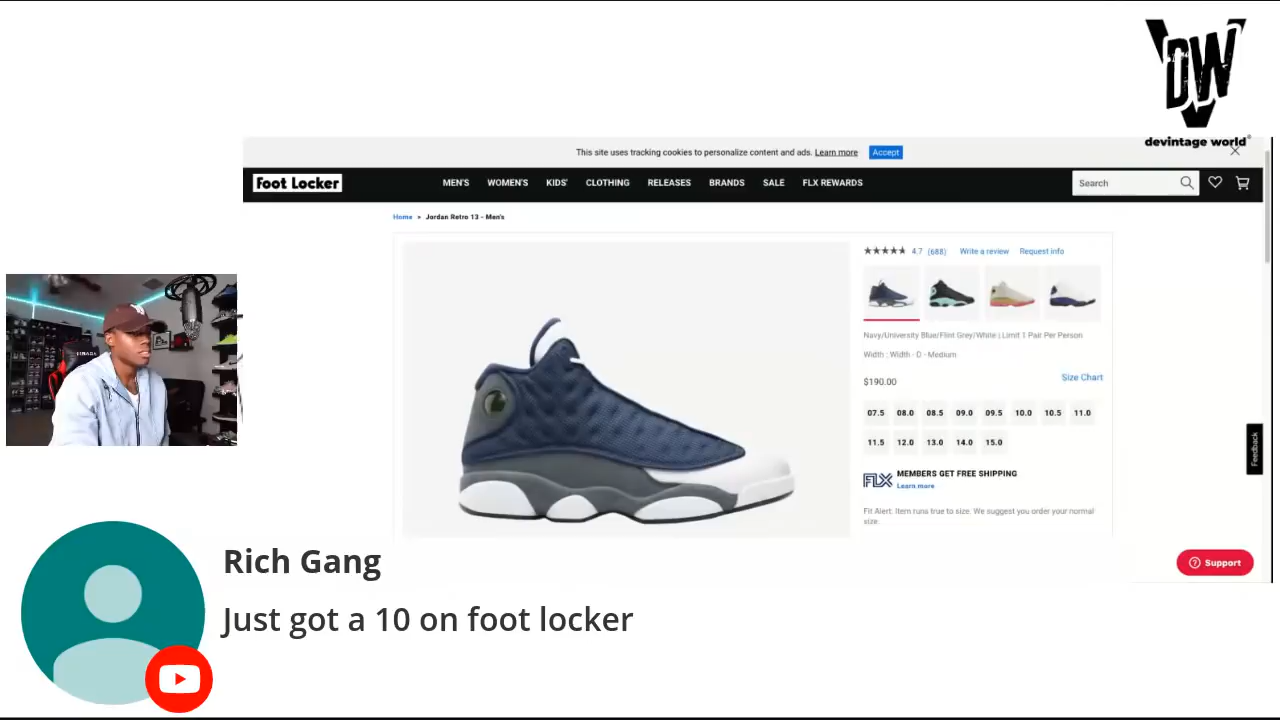 DW
devintage world®
This site uses tracking cookies to personalize content and ads. Learn more Accept
Foot Locker MEN'S WOMEN'S KIDS' CLOTHING RELEASES BRANDS SALE FLX REWARDS Search
Home > Jordan Retro 13 - Men's
4.7 (688) Write a review Request info
Navy/University Blue/Flint Grey/White | Limit 1 Pair Per Person
Width : Width - D - Medium
$190.00 Size Chart
07.5 08.0 08.5 09.0 09.5 10.0 10.5 11.0
11.5 12.0 13.0 14.0 15.0
FLX MEMBERS GET FREE SHIPPING
Learn more
Fit Alert: Item runs true to size. We suggest you order your normal
size.
Feedback
Support
Rich Gang
Just got a 10 on foot locker